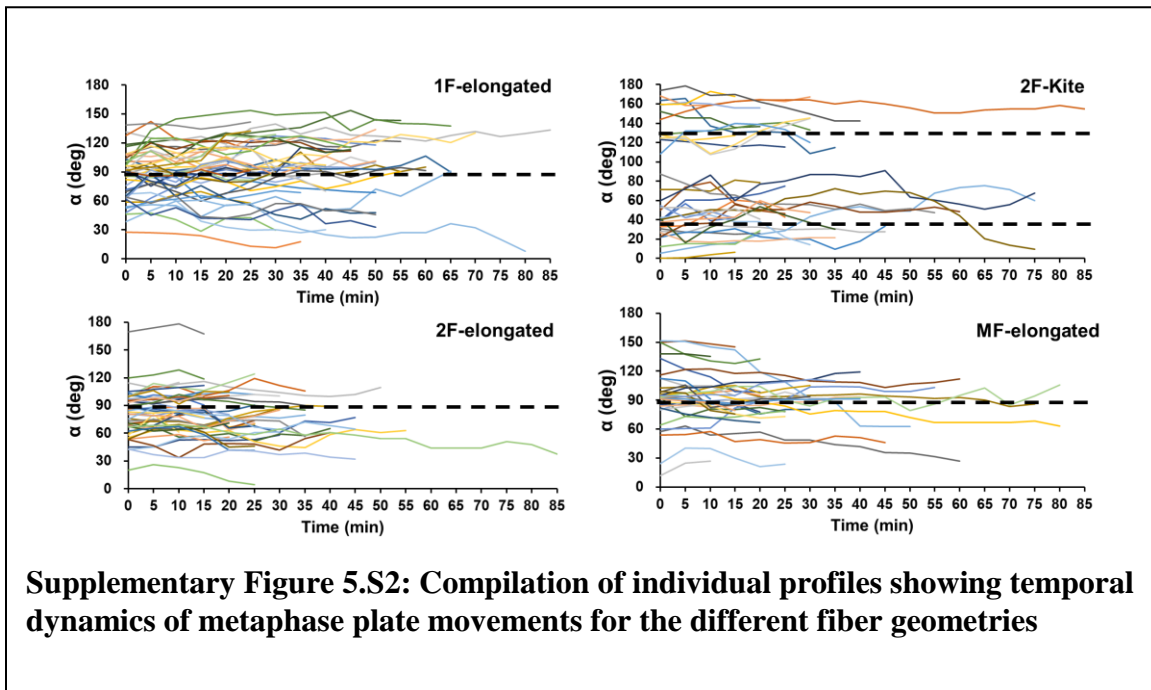 1F-elongated
α (deg)
180
150
120
90
60
30
0
0 5 10 15 20 25 30 35 40 45 50 55 60 65 70 75 80 85
Time (min)
2F-Kite
α (deg)
180
160
140
120
100
80
60
40
20
0
0 5 10 15 20 25 30 35 40 45 50 55 60 65 70 75 80 85
Time (min)
2F-elongated
α (deg)
180
150
120
90
60
30
0
0 5 10 15 20 25 30 35 40 45 50 55 60 65 70 75 80 85
Time (min)
MF-elongated
α (deg)
180
150
120
90
60
30
0
0 5 10 15 20 25 30 35 40 45 50 55 60 65 70 75 80 85
Time (min)
Supplementary Figure 5.S2: Compilation of individual profiles showing temporal
dynamics of metaphase plate movements for the different fiber geometries